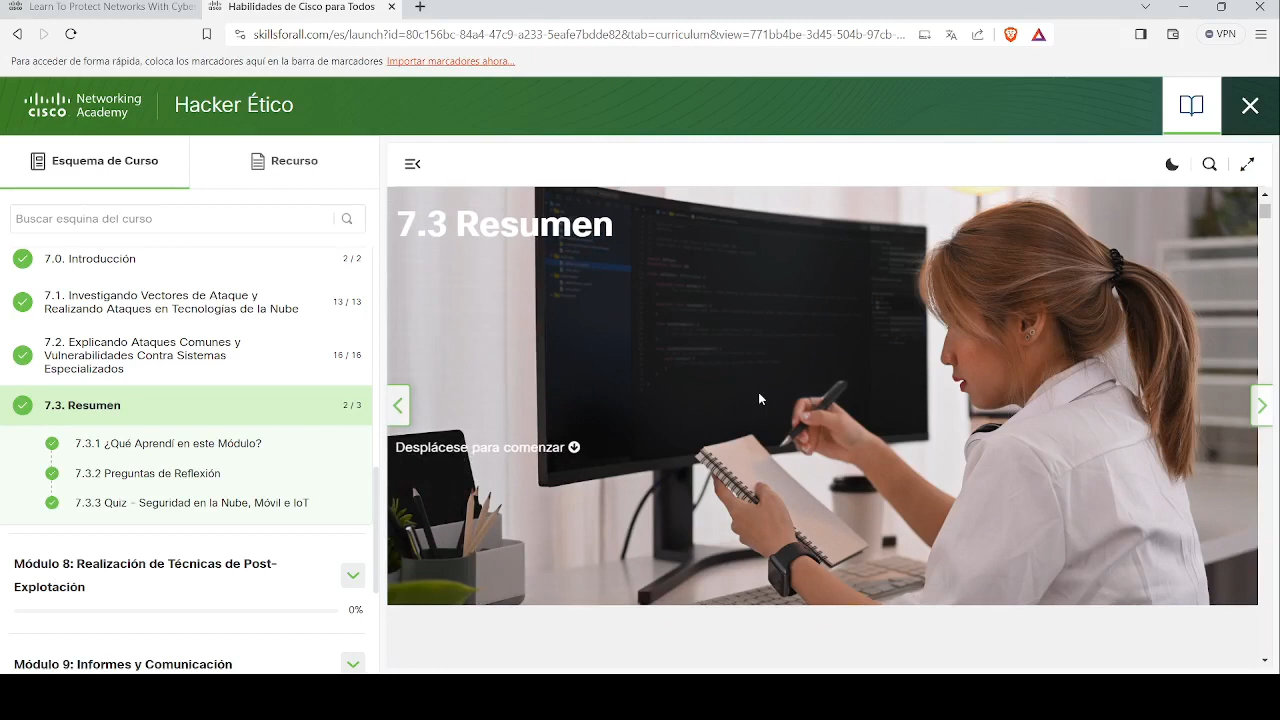 Learn To Protect Networks With Cybe
Habilidades de Cisco para Todos
skillsforall.com/es/launch?id=80c156bc-84a4-47c9-a233-5eafe7bdde82&tab=curriculum&view=771bb4be-3d45-504b-97cb-...
VPN
Para acceder de forma rápida, coloca los marcadores aquí en la barra de marcadores Importar marcadores ahora...
CISCO Networking Academy
Hacker Ético
Esquema de Curso
Recurso
Buscar esquina del curso
7.0. Introducción 2 / 2
7.1. Investigando Vectores de Ataque y
Realizando Ataques en Tecnologías de la Nube 13 / 13
7.2. Explicando Ataques Comunes y
Vulnerabilidades Contra Sistemas 16 / 16
Especializados
7.3. Resumen 2 / 3
7.3.1 ¿Qué Aprendí en este Módulo?
7.3.2 Preguntas de Reflexión
7.3.3 Quiz - Seguridad en la Nube, Móvil e IoT
Módulo 8: Realización de Técnicas de Post-
Explotación
0%
Módulo 9: Informes y Comunicación
7.3 Resumen
Desplácese para comenzar